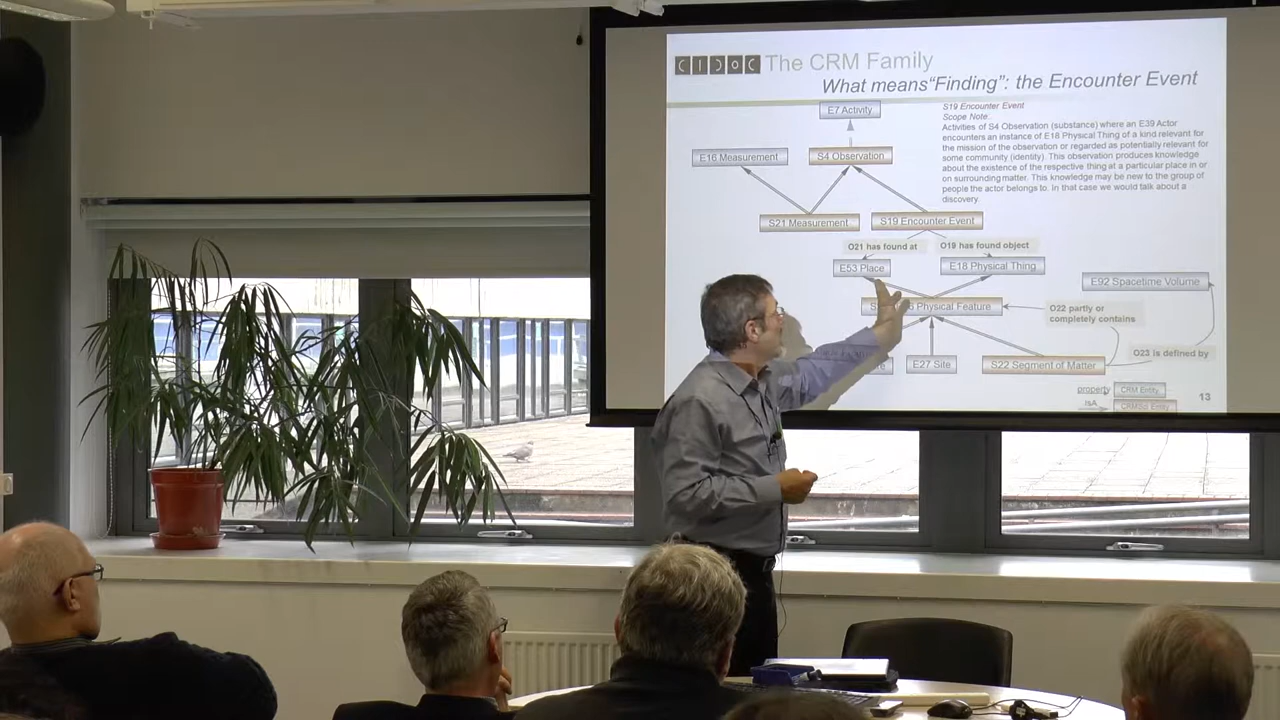 CIDOC The CRM Family
What means“Finding”: the Encounter Event
E7 Activity
S19 Encounter Event
Scope Note:
Activities of S4 Observation (substance) where an E39 Actor
encounters an instance of E18 Physical Thing of a kind relevant for
the mission of the observation or regarded as potentially relevant for
some community (identity). This observation produces knowledge
about the existence of the respective thing at a particular place in or
on surrounding matter. This knowledge may be new to the group of
people the actor belongs to. In that case we would talk about a
discovery.
E16 Measurement
S4 Observation
S21 Measurement
S19 Encounter Event
O21 has found at
O19 has found object
E53 Place
E18 Physical Thing
E92 Spacetime Volume
Physical Feature
O22 partly or
completely contains
O23 is defined by
E27 Site
S22 Segment of Matter
property
CRM Entity
IsA
CRMSci Entity
13